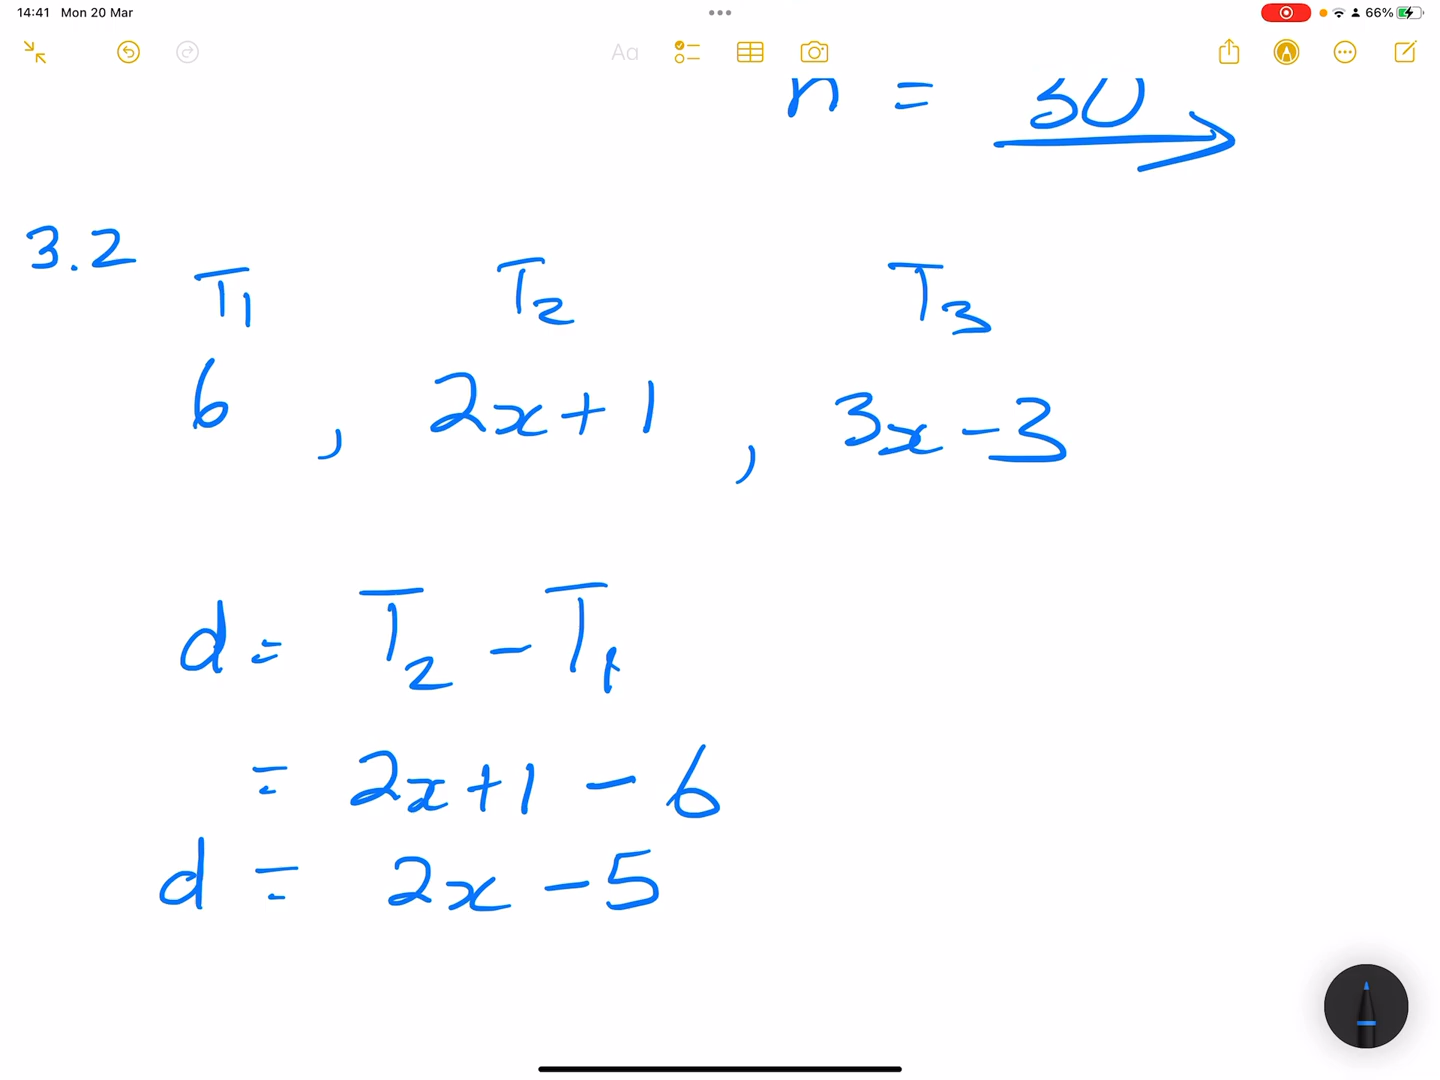 14:41 Mon 20 Mar 66%
Aa
n = 30
3.2
T1 T2 T3
6 , 2x+1 , 3x-3
d= T2 - T1
= 2x+1 - 6
d = 2x - 5